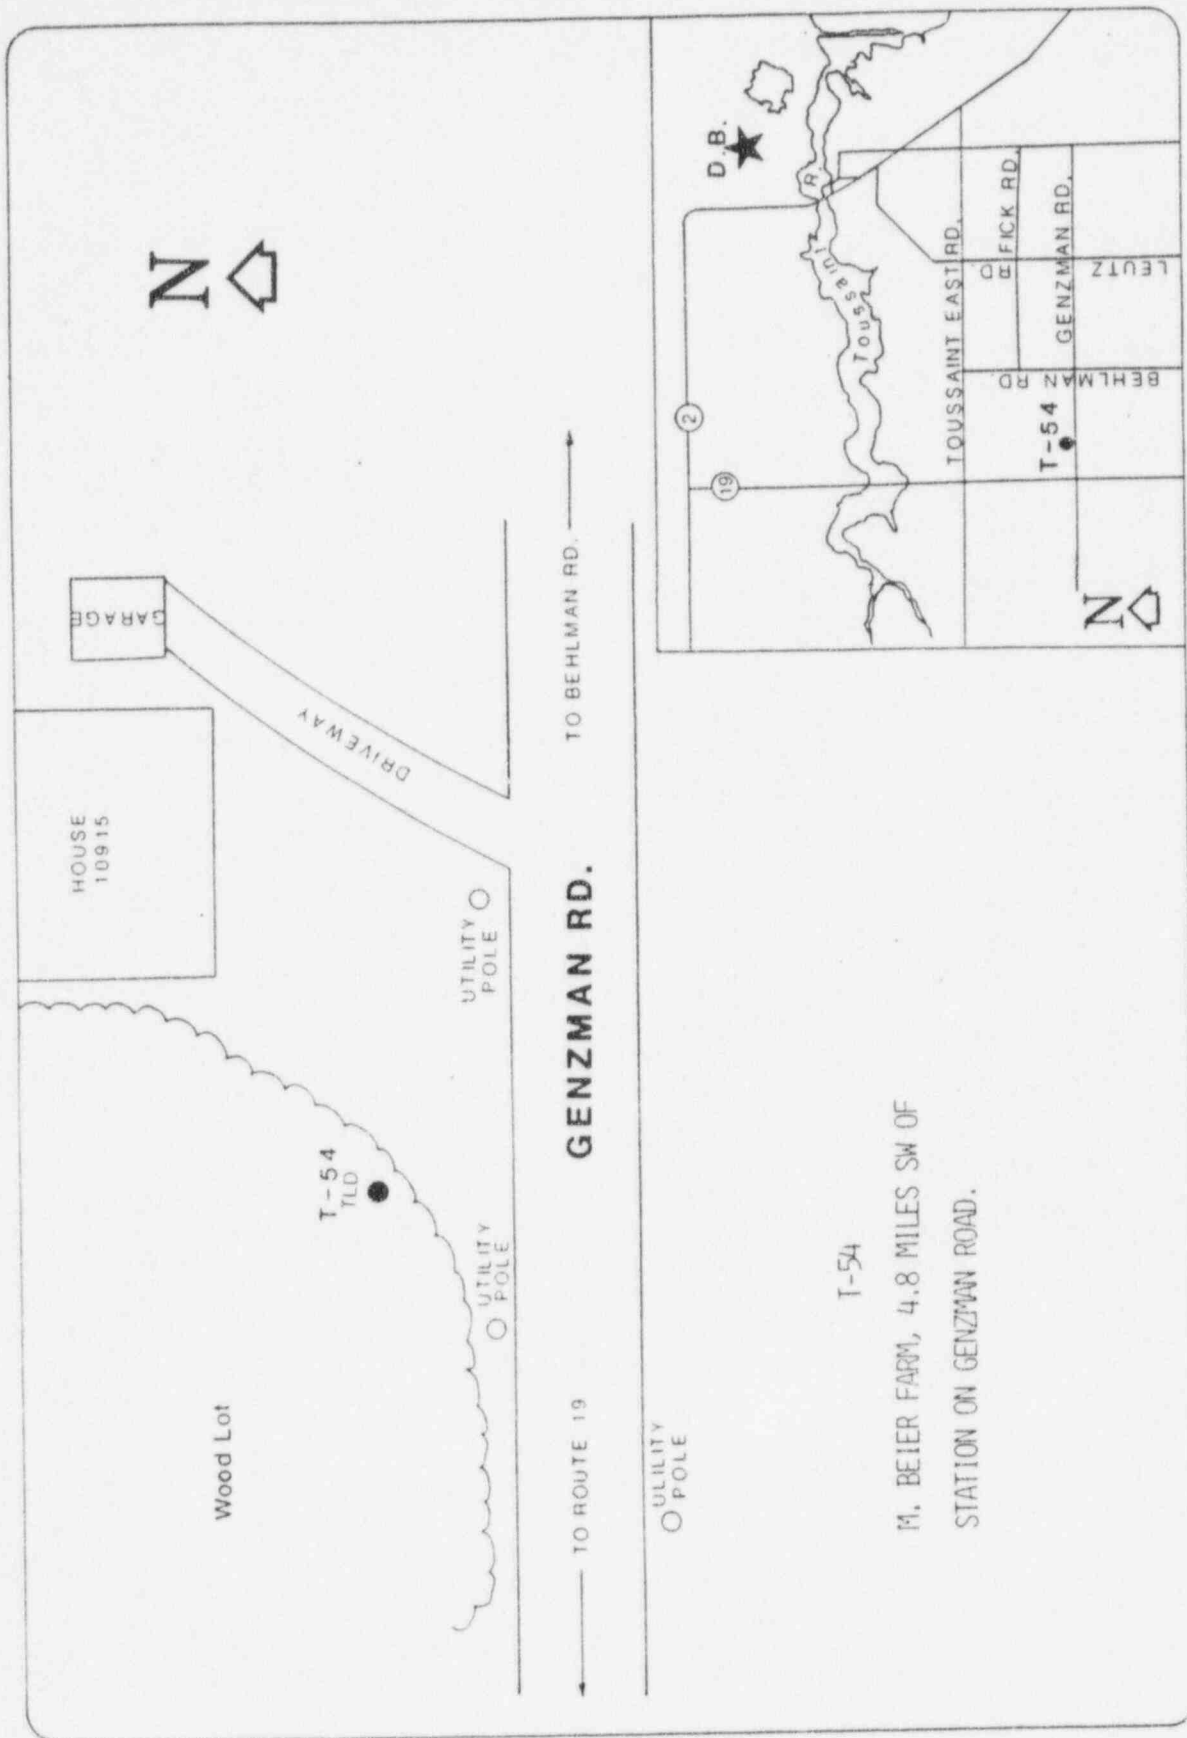 N
HOUSE
10915
GARAGE
DRIVEWAY
Wood Lot
T-54
TLD
UTILITY
POLE
UTILITY
POLE
TO ROUTE 19
GENZMAN RD.
TO BEHLMAN RD.
ULILITY
POLE
T-54
M. BEIER FARM, 4.8 MILES SW OF
STATION ON GENZMAN ROAD.
2
19
D.B.
Toussaint R.
TOUSSAINT EAST RD.
FICK RD.
GENZMAN RD.
T-54
BEHLMAN RD.
LEUTZ RD.
N